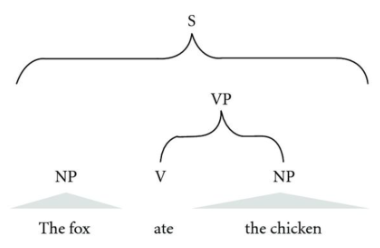 S
VP
NP V NP
The fox ate the chicken